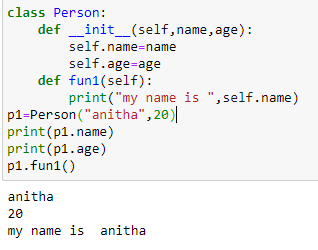 class Person:
    def __init__(self,name,age):
        self.name=name
        self.age=age
    def fun1(self):
        print("my name is ",self.name)
p1=Person("anitha",20)
print(p1.name)
print(p1.age)
p1.fun1()
anitha
20
my name is  anitha